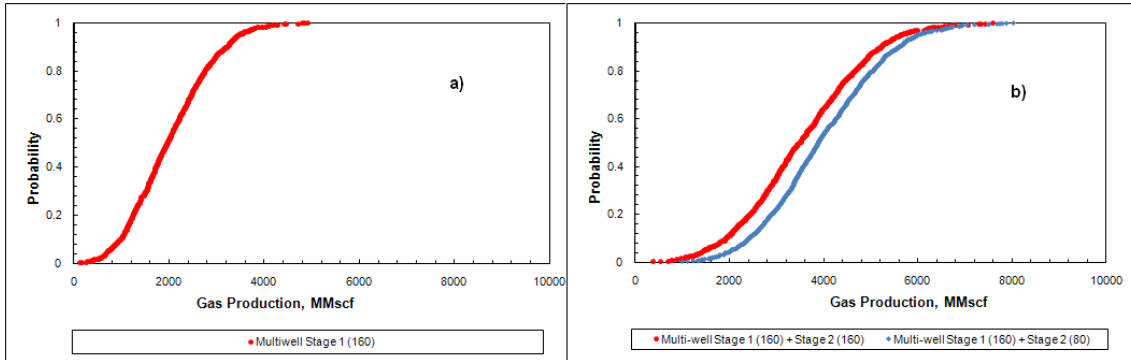 1
0.8
0.6
0.4
0.2
0
Probability
a)
0
2000
4000
6000
8000
10000
Gas Production, MMscf
Multiwell Stage 1 (160)
1
0.8
0.6
0.4
0.2
0
Probability
b)
0
2000
4000
6000
8000
10000
Gas Production, MMscf
Multi-well Stage 1 (160) + Stage 2 (160)
Multi-well Stage 1 (160) + Stage 2 (80)